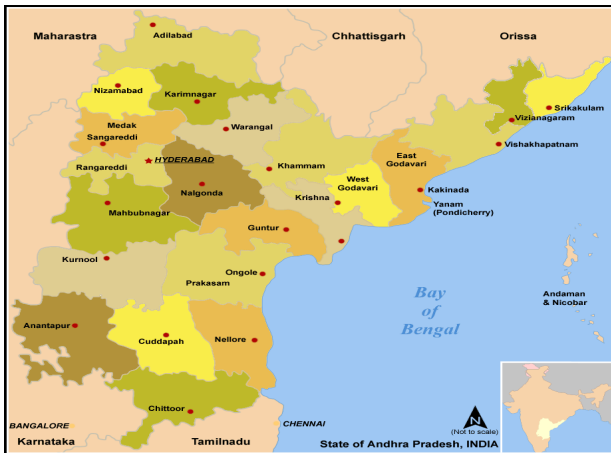 Maharastra
Chhattisgarh
Orissa
Adilabad
Nizamabad
Karimnagar
Srikakulam
Vizianagaram
Medak
Sangareddi
Warangal
Vishakhapatnam
Rangareddi
HYDERABAD
Khammam
East
Godavari
West
Godavari
Nalgonda
Kakinada
Krishna
Mahbubnagar
Yanam
(Pondicherry)
Guntur
Kurnool
Ongole
Prakasam
Bay
of
Bengal
Andaman
& Nicobar
Anantapur
Cuddapah
Nellore
Chittoor
BANGALORE
CHENNAI
N
(Not to scale)
Karnataka
Tamilnadu
State of Andhra Pradesh, INDIA